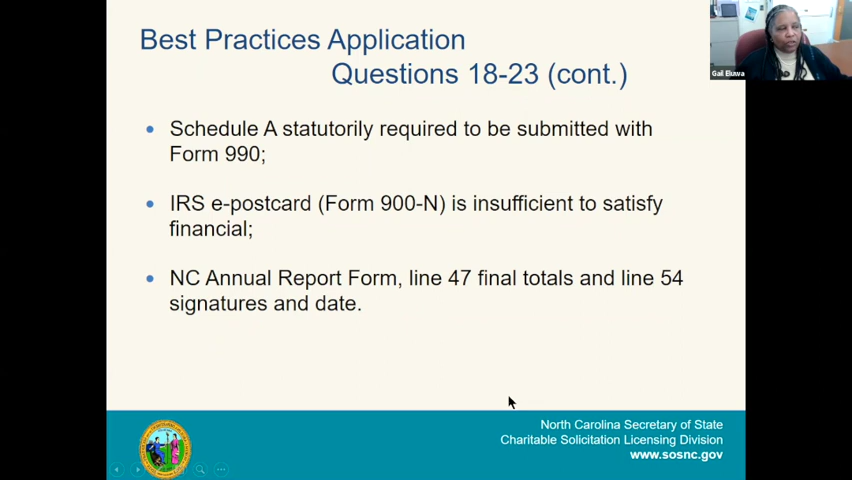 Best Practices Application
Questions 18-23 (cont.)
Schedule A statutorily required to be submitted with
Form 990;
IRS e-postcard (Form 900-N) is insufficient to satisfy
financial;
NC Annual Report Form, line 47 final totals and line 54
signatures and date.
North Carolina Secretary of State
Charitable Solicitation Licensing Division
www.sosnc.gov
Gail Eluwa